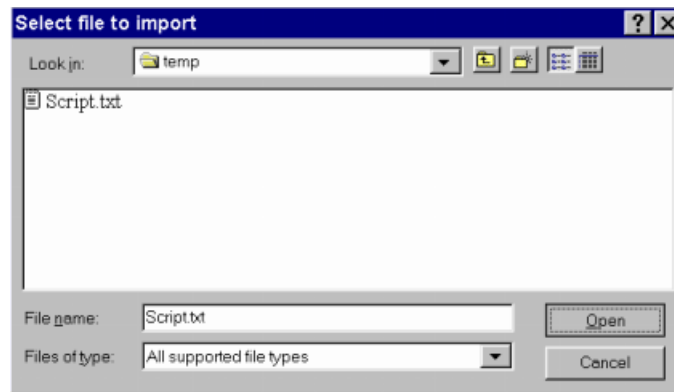 Select file to import
Look in: temp
Script.txt
File name: Script.txt Open
Files of type: All supported file types Cancel